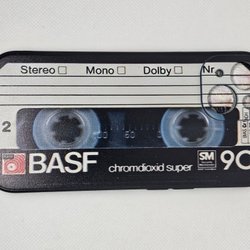 Stereo Mono Dolby Nr
2
BASF chromdioxid super SM 90